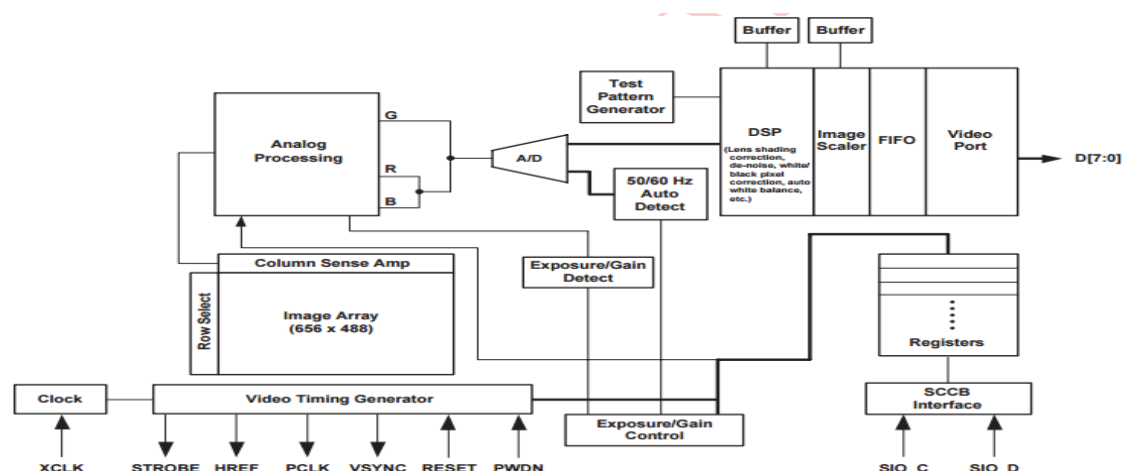 Buffer
Buffer
Test
Pattern
Generator
G
Analog
Processing
R
B
A/D
DSP
(Lens shading
correction,
de-noise, white/
black pixel
correction, auto
white balance,
etc.)
Image
Scaler
FIFO
Video
Port
D[7:0]
50/60 Hz
Auto
Detect
Column Sense Amp
Exposure/Gain
Detect
Row Select
Image Array
(656 x 488)
Registers
Clock
Video Timing Generator
SCCB
Interface
Exposure/Gain
Control
XCLK
STROBE
HREF
PCLK
VSYNC
RESET
PWDN
SIO_C
SIO_D